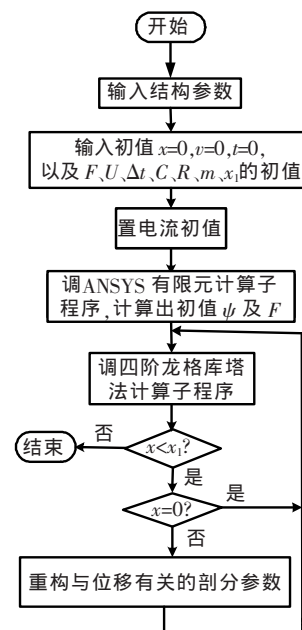 开始
输入结构参数
输入初值 x=0,v=0,t=0,
以及 F、U、Δt、C、R、m、x₁的初值
置电流初值
调ANSYS 有限元计算子
程序,计算出初值 ψ 及 F
调四阶龙格库塔
法计算子程序
否
x<x₁?
结束
是
x=0?
是
否
重构与位移有关的剖分参数